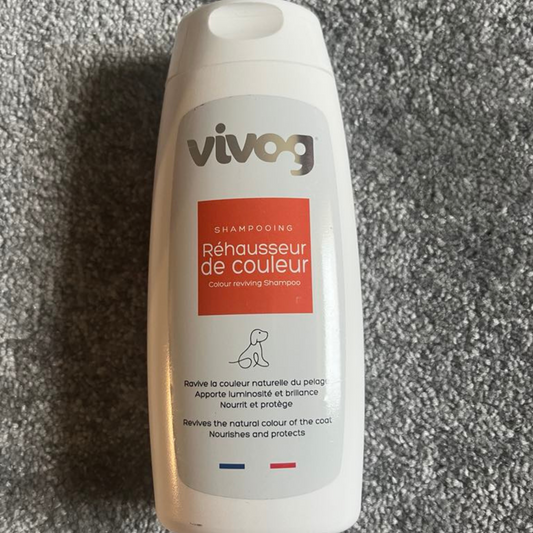 vivog
SHAMPOOING
Réhausseur
de couleur
Colour reviving Shampoo
Ravive la couleur naturelle du pelage
Apporte luminosité et brillance
Nourrit et protège
Revives the natural colour of the coat
Nourishes and protects